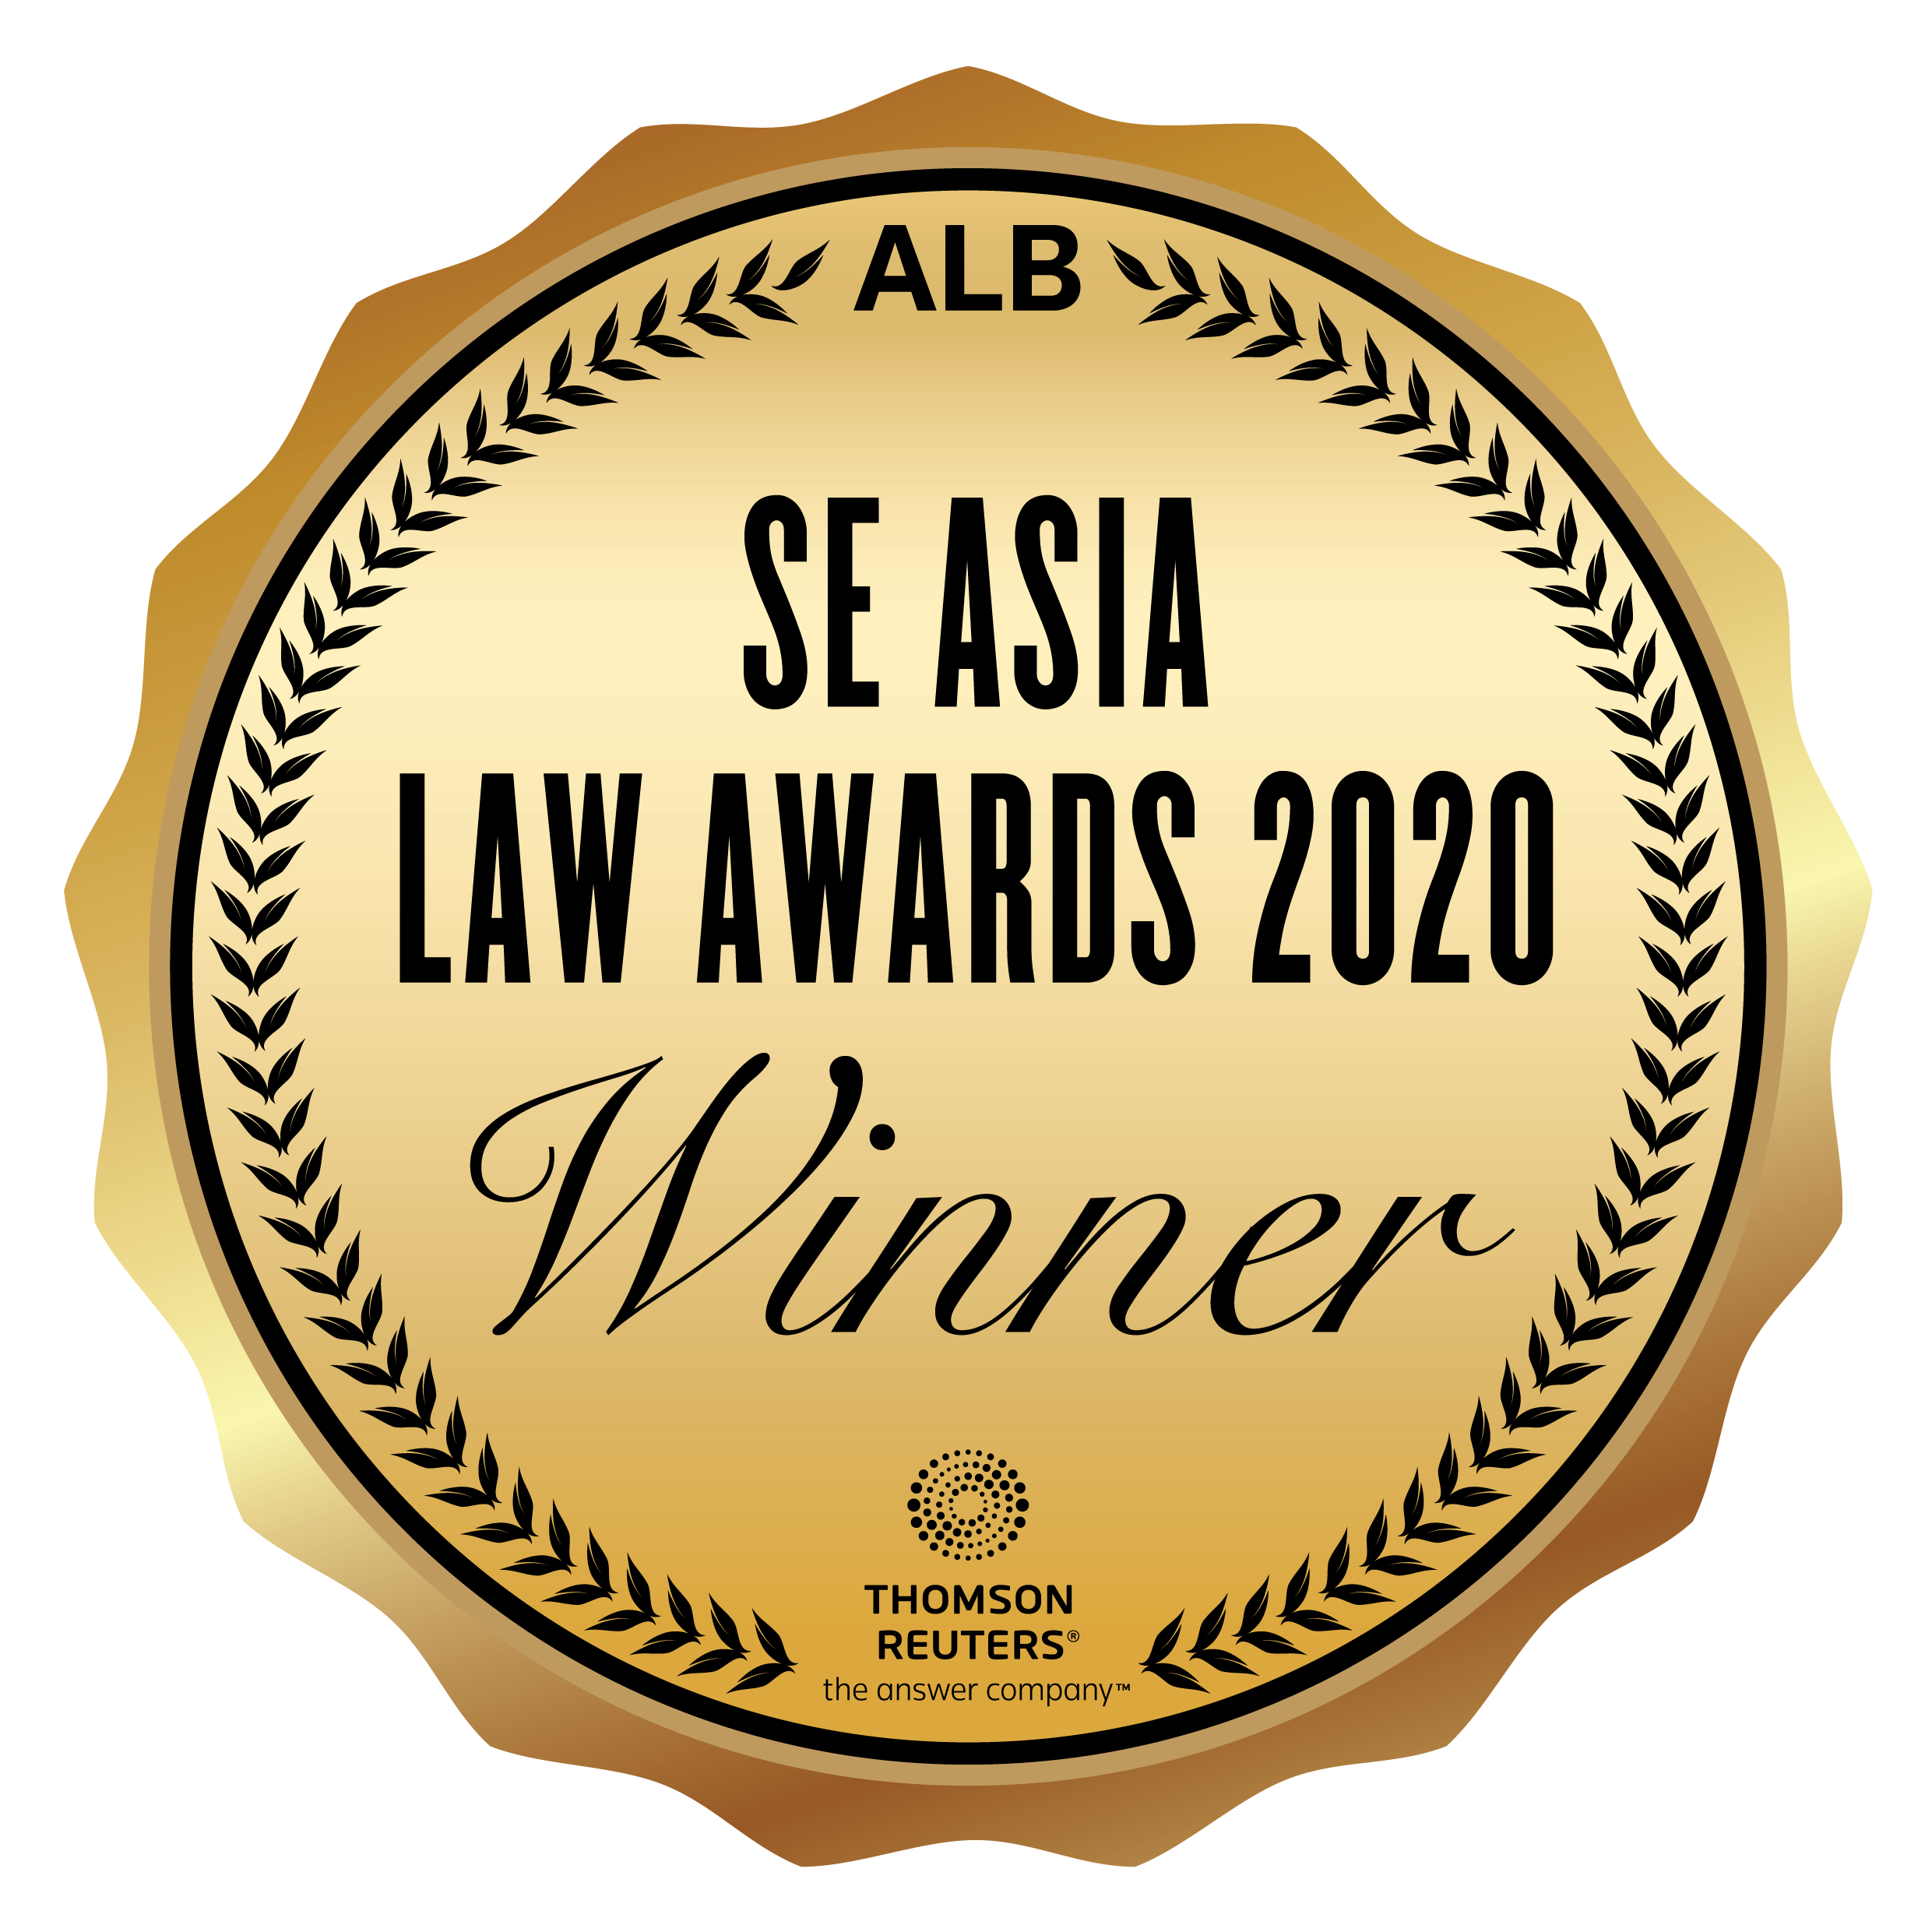 ALB
SE ASIA
LAW AWARDS 2020
Winner
THOMSON
REUTERS®
the answer company™